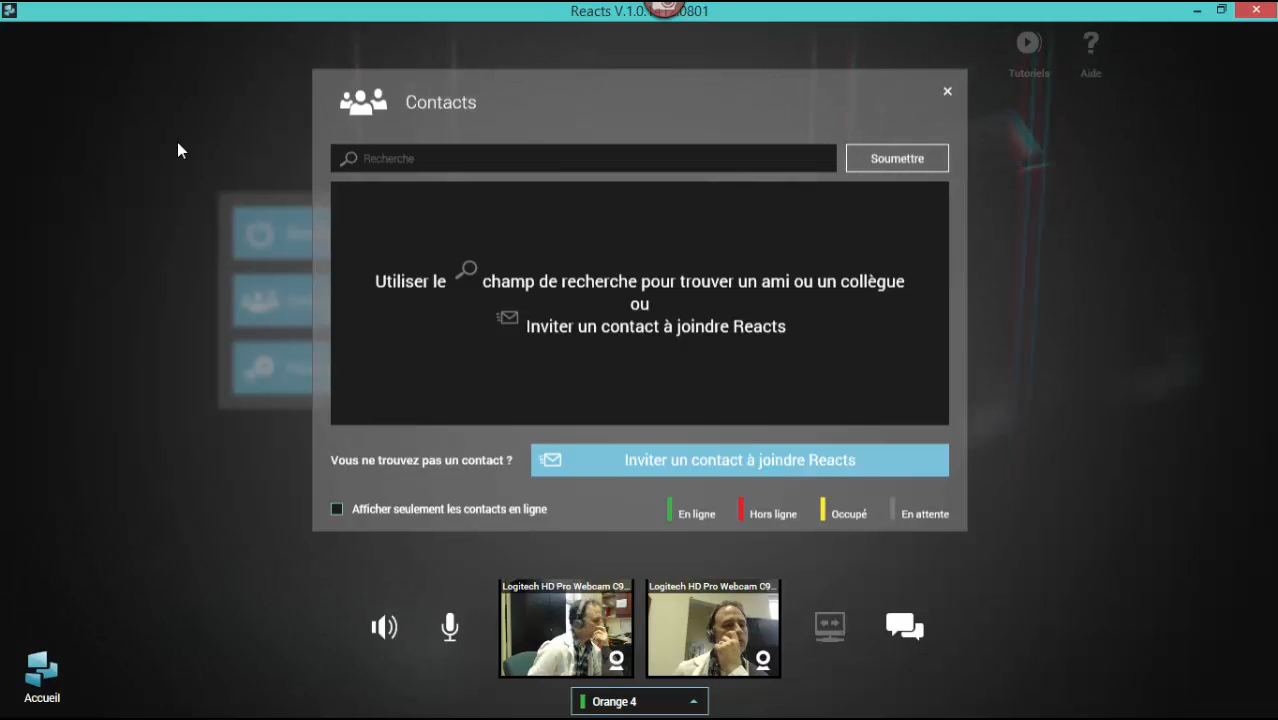 Reacts V.1.0.
0801
Tutoriels
Aide
Contacts
Recherche
Soumettre
Utiliser le champ de recherche pour trouver un ami ou un collègue
ou
Inviter un contact à joindre Reacts
Vous ne trouvez pas un contact ?
Inviter un contact à joindre Reacts
Afficher seulement les contacts en ligne
En ligne
Hors ligne
Occupé
En attente
Logitech HD Pro Webcam C9...
Logitech HD Pro Webcam C9...
Accueil
Orange 4